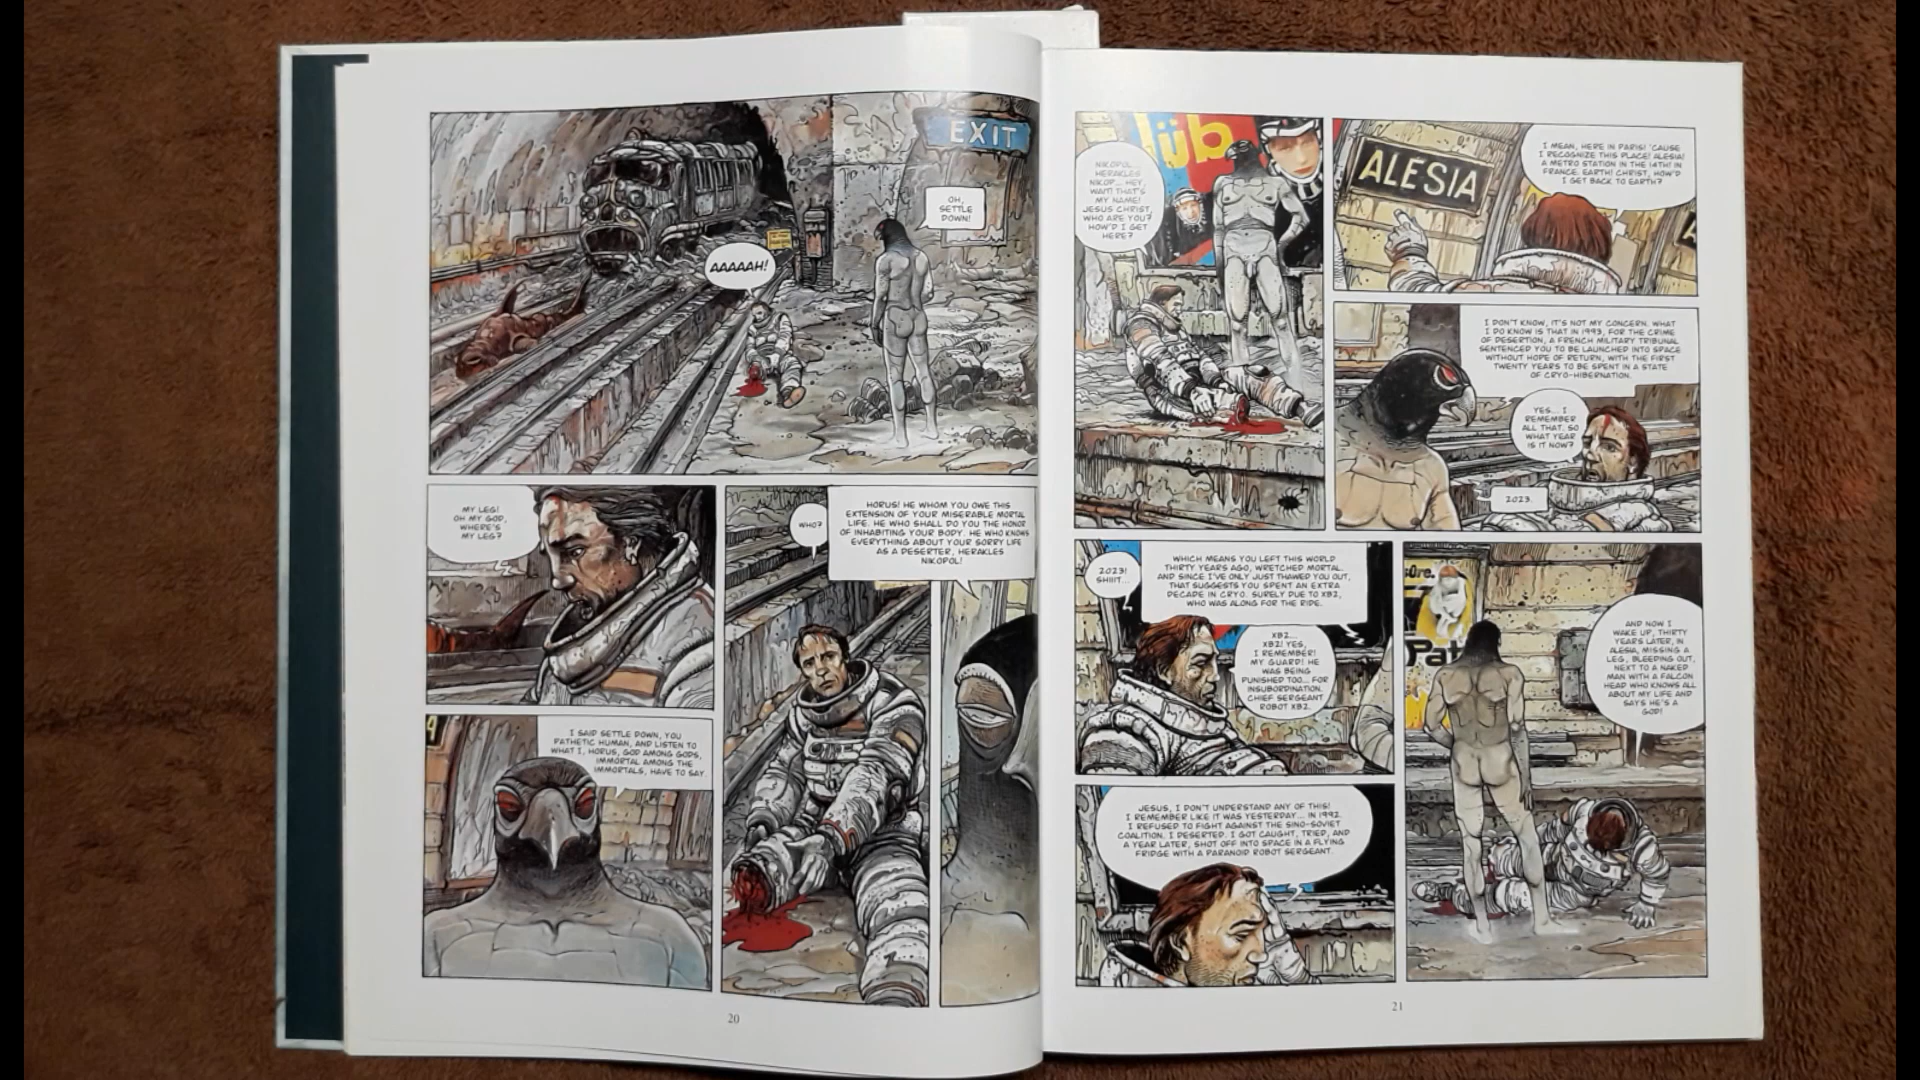 EXIT
OH,
SETTLE
DOWN!
AAAAAH!
MY LEG!
OH MY GOD,
WHERE'S
MY LEG?
WHO?
HORUS! HE WHOM YOU OWE THIS
EXTENSION OF YOUR MISERABLE MORTAL
LIFE. HE WHO SHALL DO YOU THE HONOR
OF INHABITING YOUR BODY. HE WHO KNOWS
EVERYTHING ABOUT YOUR SORRY LIFE
AS A DESERTER, HERAKLES
NIKOPOL!
A
I SAID SETTLE DOWN, YOU
PATHETIC HUMAN, AND LISTEN TO
WHAT I, HORUS, GOD AMONG GODS,
IMMORTAL AMONG THE
IMMORTALS, HAVE TO SAY.
20
lüb
NIKOPOL...
HERAKLES
NIKOP... HEY,
WAIT! THAT'S
MY NAME!
JESUS CHRIST,
WHO ARE YOU?
HOW'D I GET
HERE?
ALESIA
I MEAN, HERE IN PARIS! 'CAUSE
I RECOGNIZE THIS PLACE! ALESIA!
A METRO STATION IN THE 14TH! IN
FRANCE. EARTH! CHRIST, HOW'D
I GET BACK TO EARTH?
A
I DON'T KNOW, IT'S NOT MY CONCERN. WHAT
I DO KNOW IS THAT IN 1993, FOR THE CRIME
OF DESERTION, A FRENCH MILITARY TRIBUNAL
SENTENCED YOU TO BE LAUNCHED INTO SPACE
WITHOUT HOPE OF RETURN, WITH THE FIRST
TWENTY YEARS TO BE SPENT IN A STATE
OF CRYO-HIBERNATION.
YES... I
REMEMBER
ALL THAT. SO
WHAT YEAR
IS IT NOW?
2023.
2023!
SHIIIT...
WHICH MEANS YOU LEFT THIS WORLD
THIRTY YEARS AGO, WRETCHED MORTAL.
AND SINCE I'VE ONLY JUST THAWED YOU OUT,
THAT SUGGESTS YOU SPENT AN EXTRA
DECADE IN CRYO. SURELY DUE TO XB2,
WHO WAS ALONG FOR THE RIDE.
XB2...
XB2! YES,
I REMEMBER!
MY GUARD! HE
WAS BEING
PUNISHED TOO... FOR
INSUBORDINATION.
CHIEF SERGEANT
ROBOT XB2.
ore.
Pat
AND NOW I
WAKE UP, THIRTY
YEARS LATER, IN
ALESIA, MISSING A
LEG, BLEEDING OUT,
NEXT TO A NAKED
MAN WITH A FALCON
HEAD WHO KNOWS ALL
ABOUT MY LIFE AND
SAYS HE'S A
GOD!
JESUS, I DON'T UNDERSTAND ANY OF THIS!
I REMEMBER LIKE IT WAS YESTERDAY... IN 1992.
I REFUSED TO FIGHT AGAINST THE SINO-SOVIET
COALITION. I DESERTED. I GOT CAUGHT, TRIED, AND
A YEAR LATER, SHOT OFF INTO SPACE IN A FLYING
FRIDGE WITH A PARANOID ROBOT SERGEANT.
21